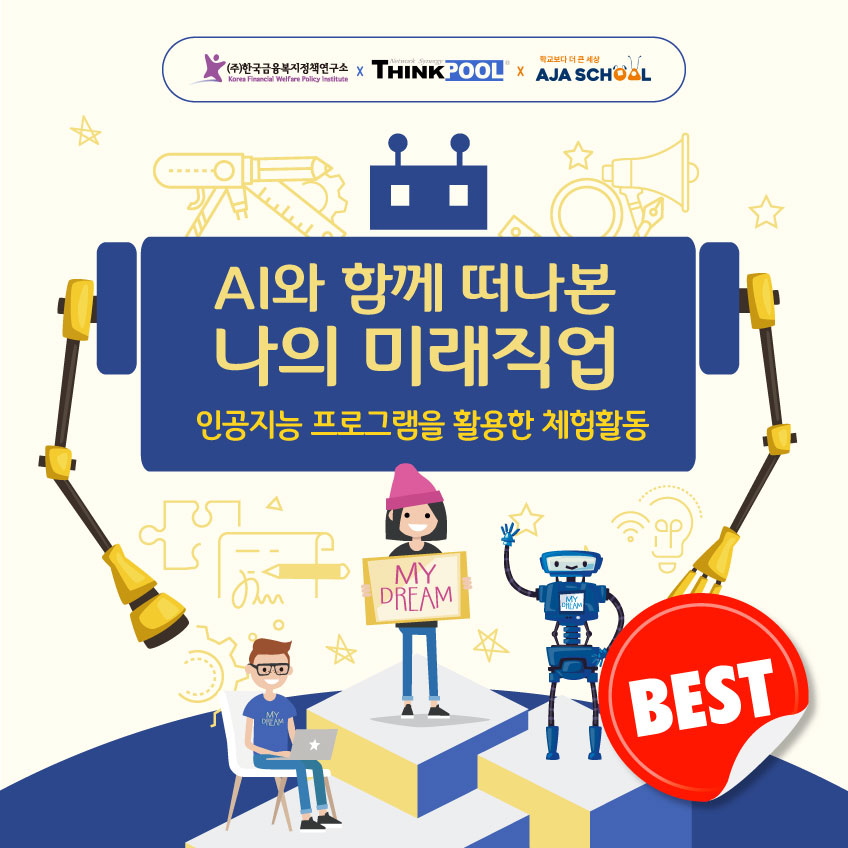 (주)한국금융복지정책연구소
Korea Financial Welfare Policy Institute
x
Network Synergy
THINKPOOL
x
학교보다 더 큰 세상
AJA SCHOOL
AI와 함께 떠나본
나의 미래직업
인공지능 프로그램을 활용한 체험활동
MY
DREAM
MY
DREAM
MY
DREAM
BEST